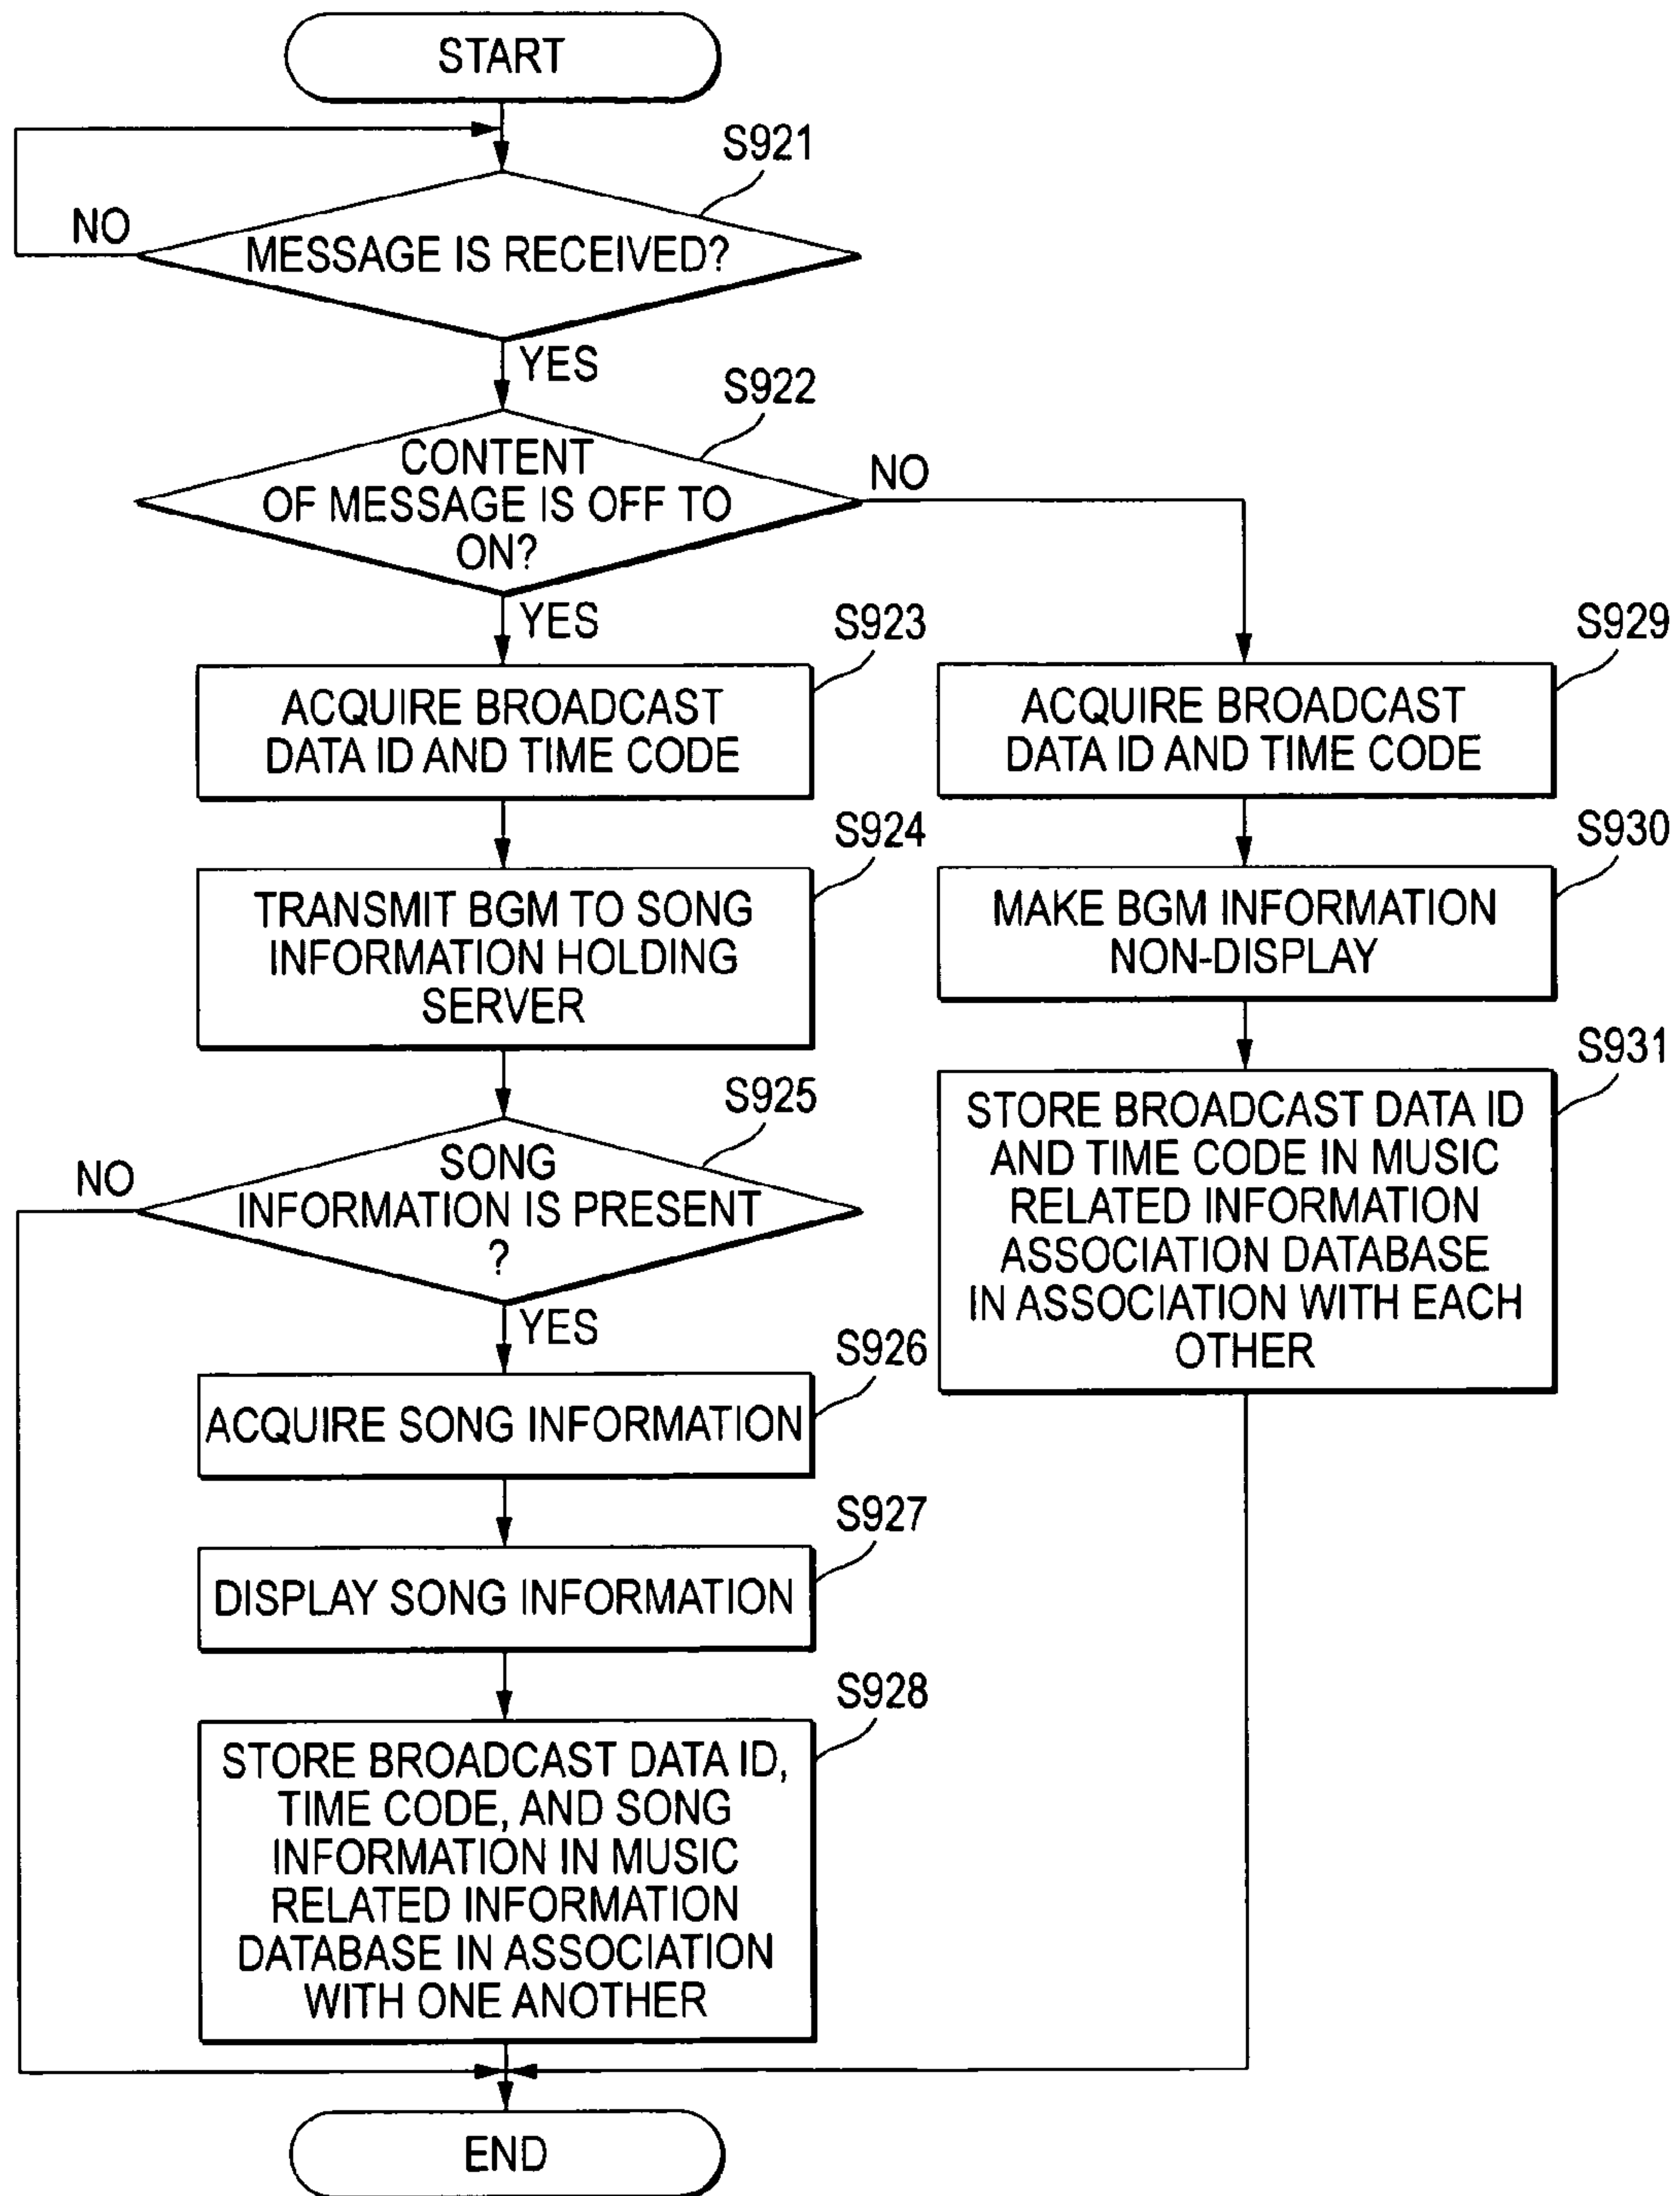 START
S921
NO
MESSAGE IS RECEIVED?
YES
S922
CONTENT
OF MESSAGE IS OFF TO
ON?
NO
YES
S923
ACQUIRE BROADCAST
DATA ID AND TIME CODE
S924
TRANSMIT BGM TO SONG
INFORMATION HOLDING
SERVER
S925
NO
SONG
INFORMATION IS PRESENT
?
YES
S926
ACQUIRE SONG INFORMATION
S927
DISPLAY SONG INFORMATION
S928
STORE BROADCAST DATA ID,
TIME CODE, AND SONG
INFORMATION IN MUSIC
RELATED INFORMATION
DATABASE IN ASSOCIATION
WITH ONE ANOTHER
S929
ACQUIRE BROADCAST
DATA ID AND TIME CODE
S930
MAKE BGM INFORMATION
NON-DISPLAY
S931
STORE BROADCAST DATA ID
AND TIME CODE IN MUSIC
RELATED INFORMATION
ASSOCIATION DATABASE
IN ASSOCIATION WITH EACH
OTHER
END